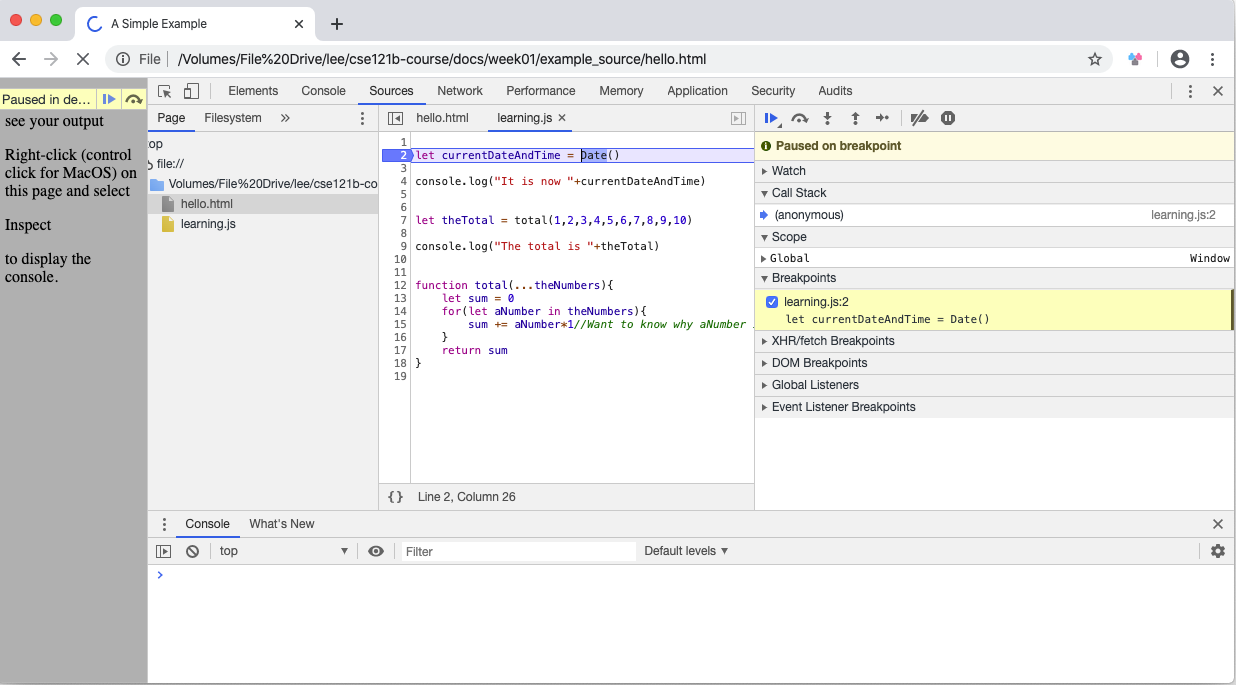 A Simple Example
File /Volumes/File%20Drive/lee/cse121b-course/docs/week01/example_source/hello.html
Paused in de...
see your output
Right-click (control
click for MacOS) on
this page and select
Inspect
to display the
console.
Elements Console Sources Network Performance Memory Application Security Audits
Page Filesystem »
top
file://
Volumes/File%20Drive/lee/cse121b-co
hello.html
learning.js
hello.html learning.js
1
2 let currentDateAndTime = Date()
3
4 console.log("It is now "+currentDateAndTime)
5
6
7 let theTotal = total(1,2,3,4,5,6,7,8,9,10)
8
9 console.log("The total is "+theTotal)
10
11
12 function total(...theNumbers){
13     let sum = 0
14     for(let aNumber in theNumbers){
15         sum += aNumber*1//Want to know why aNumber
16     }
17     return sum
18 }
19
{} Line 2, Column 26
Paused on breakpoint
Watch
Call Stack
(anonymous) learning.js:2
Scope
Global Window
Breakpoints
learning.js:2
let currentDateAndTime = Date()
XHR/fetch Breakpoints
DOM Breakpoints
Global Listeners
Event Listener Breakpoints
Console What's New
top Filter Default levels